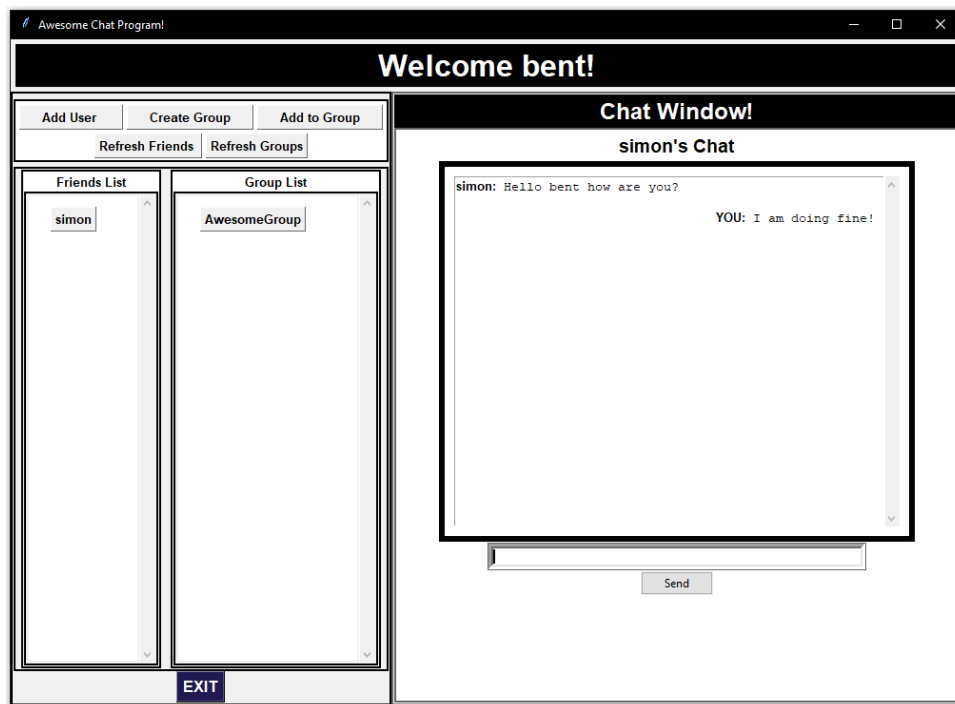 Awesome Chat Program!
Welcome bent!
Add User Create Group Add to Group
Refresh Friends Refresh Groups
Friends List
simon
Group List
AwesomeGroup
EXIT
Chat Window!
simon's Chat
simon: Hello bent how are you?
YOU: I am doing fine!
Send